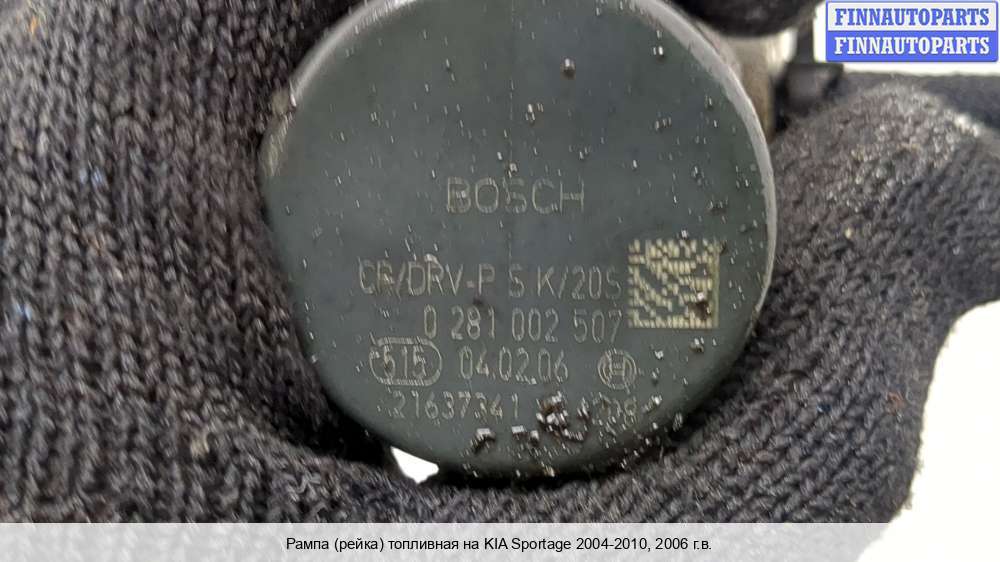 FINNAUTOPARTS
FINNAUTOPARTS
BOSCH
CR/DRV-P S K/20S
0 281 002 507
515 04.02.06
21637341
Рампа (рейка) топливная на KIA Sportage 2004-2010, 2006 г.в.